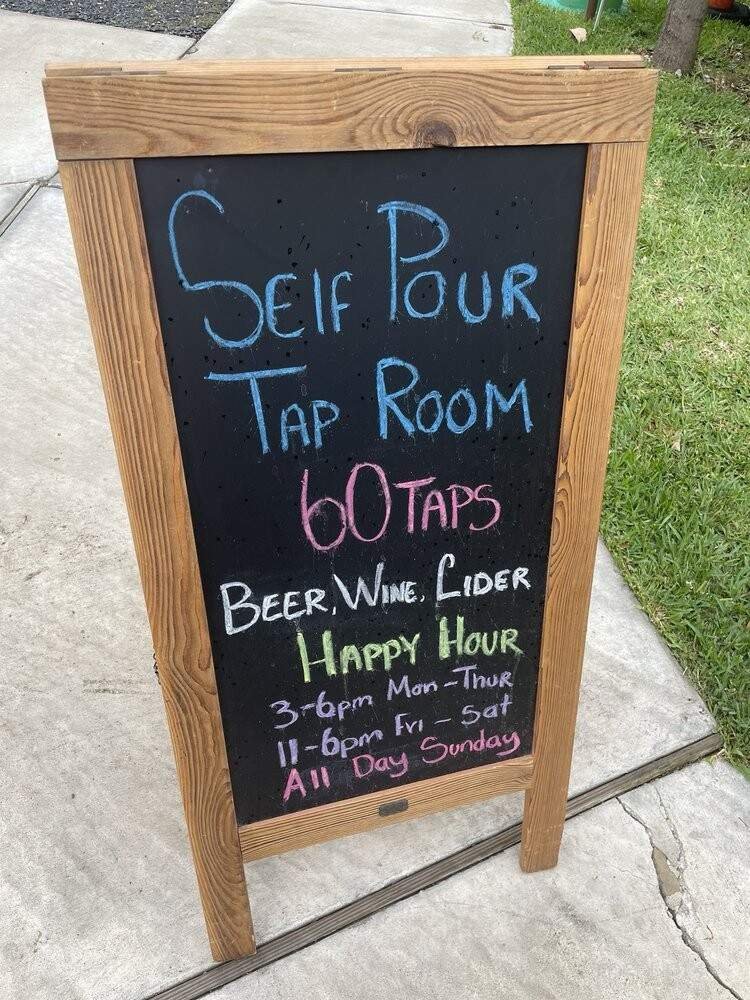 Self Pour
Tap Room
60 Taps
Beer, Wine, Cider
Happy Hour
3-6pm Mon-Thur
11-6pm Fri-Sat
All Day Sunday